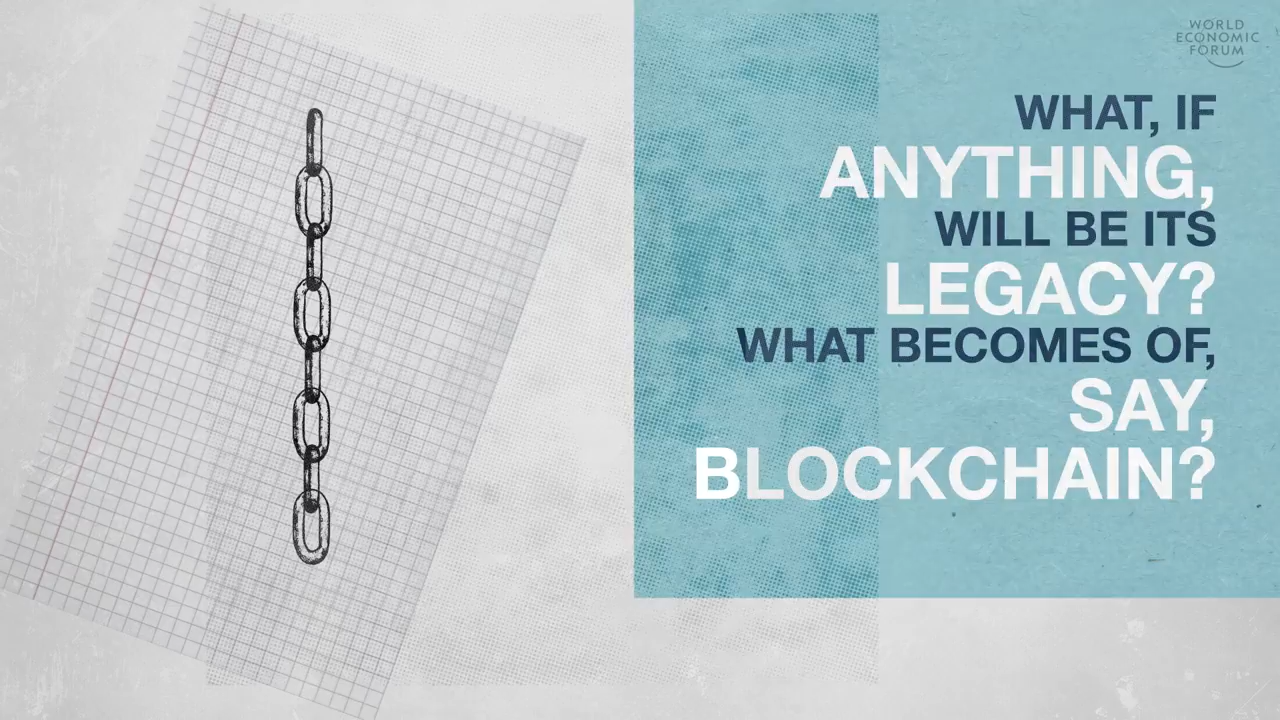 WORLD
ECONOMIC
FORUM
WHAT, IF
ANYTHING,
WILL BE ITS
LEGACY?
WHAT BECOMES OF,
SAY,
BLOCKCHAIN?